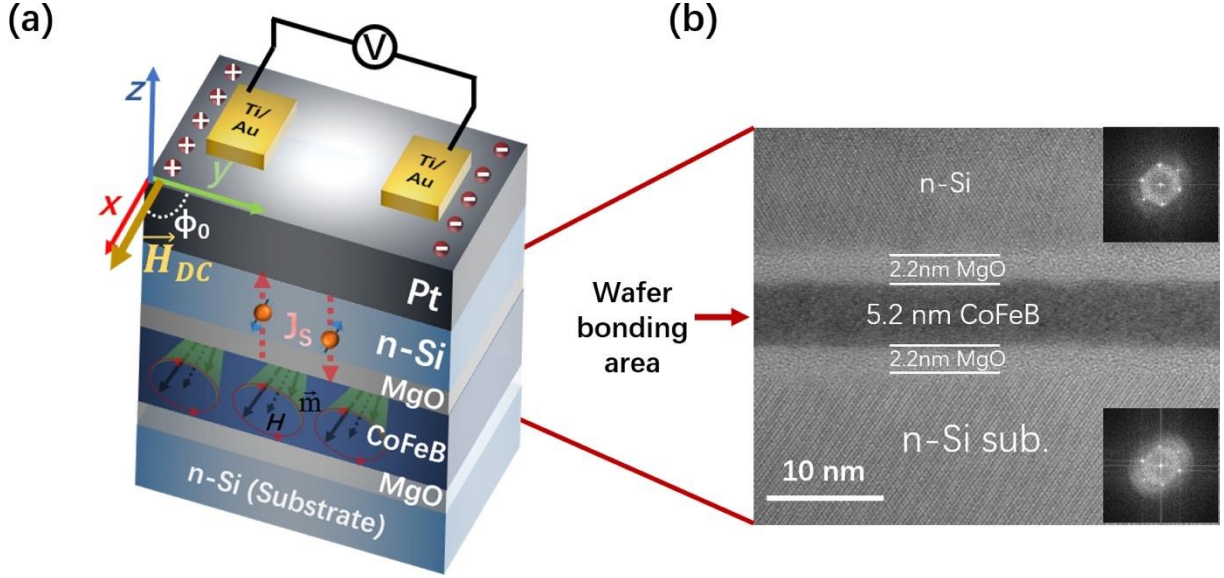 (a)
V
Ti/
Au
Ti/
Au
+
+
+
+
+
-
-
-
-
-
Z
y
X
ϕ₀
H⃗ DC
Pt
Jₛ
n-Si
MgO
m⃗
H
CoFeB
MgO
n-Si (Substrate)
(b)
Wafer
bonding
area
n-Si
2.2nm MgO
5.2 nm CoFeB
2.2nm MgO
n-Si sub.
10 nm